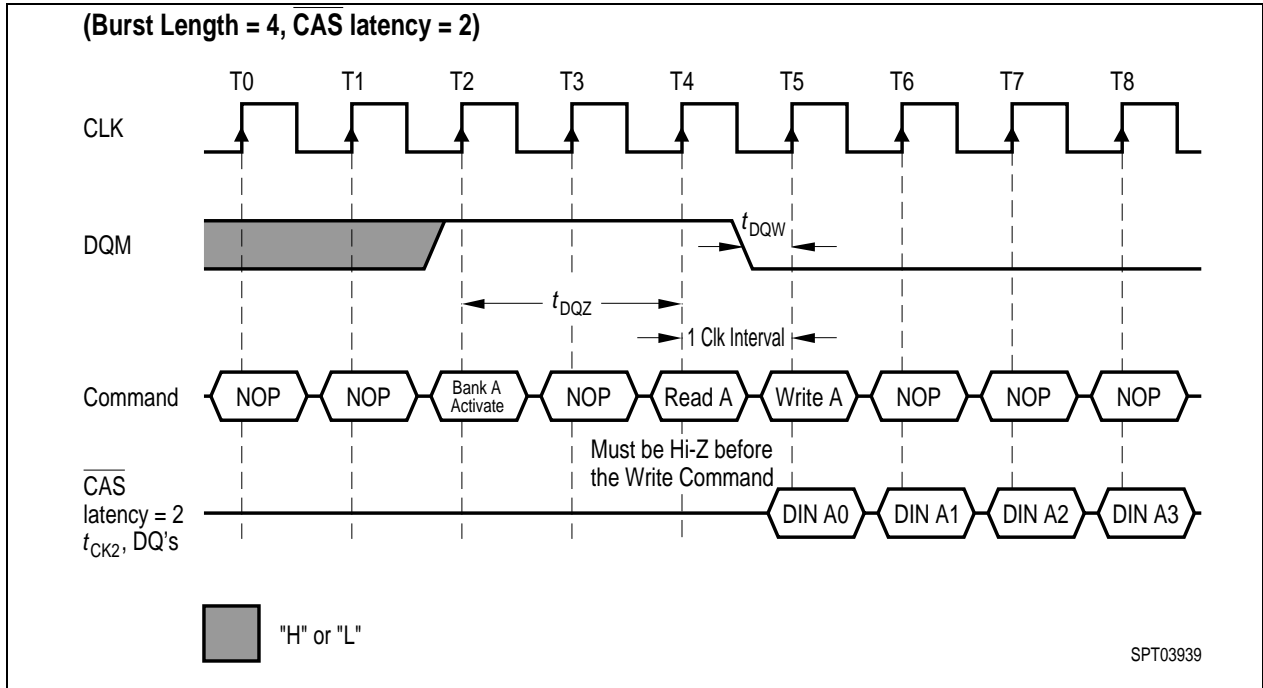 (Burst Length = 4, CAS latency = 2)
T0 T1 T2 T3 T4 T5 T6 T7 T8
CLK
DQM
tDQW
tDQZ
1 Clk Interval
Command
NOP NOP Bank A Activate NOP Read A Write A NOP NOP NOP
Must be Hi-Z before
the Write Command
CAS
latency = 2
tCK2, DQ's
DIN A0 DIN A1 DIN A2 DIN A3
"H" or "L"
SPT03939